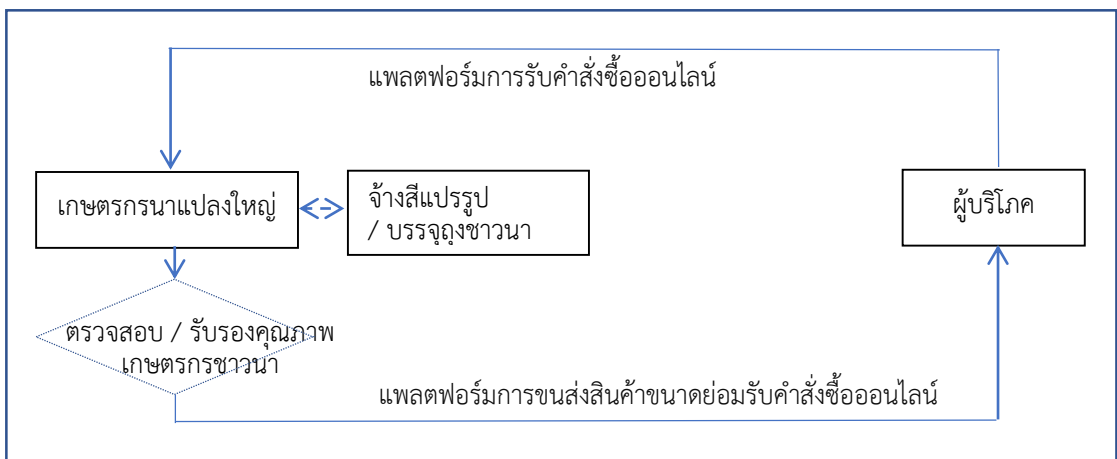 แพลตฟอร์มการรับคำสั่งซื้อออนไลน์
เกษตรกรนาแปลงใหญ่
จ้างสีแปรรูป
/ บรรจุถุงชาวนา
ผู้บริโภค
ตรวจสอบ / รับรองคุณภาพ
เกษตรกรชาวนา
แพลตฟอร์มการขนส่งสินค้าขนาดย่อมรับคำสั่งซื้อออนไลน์